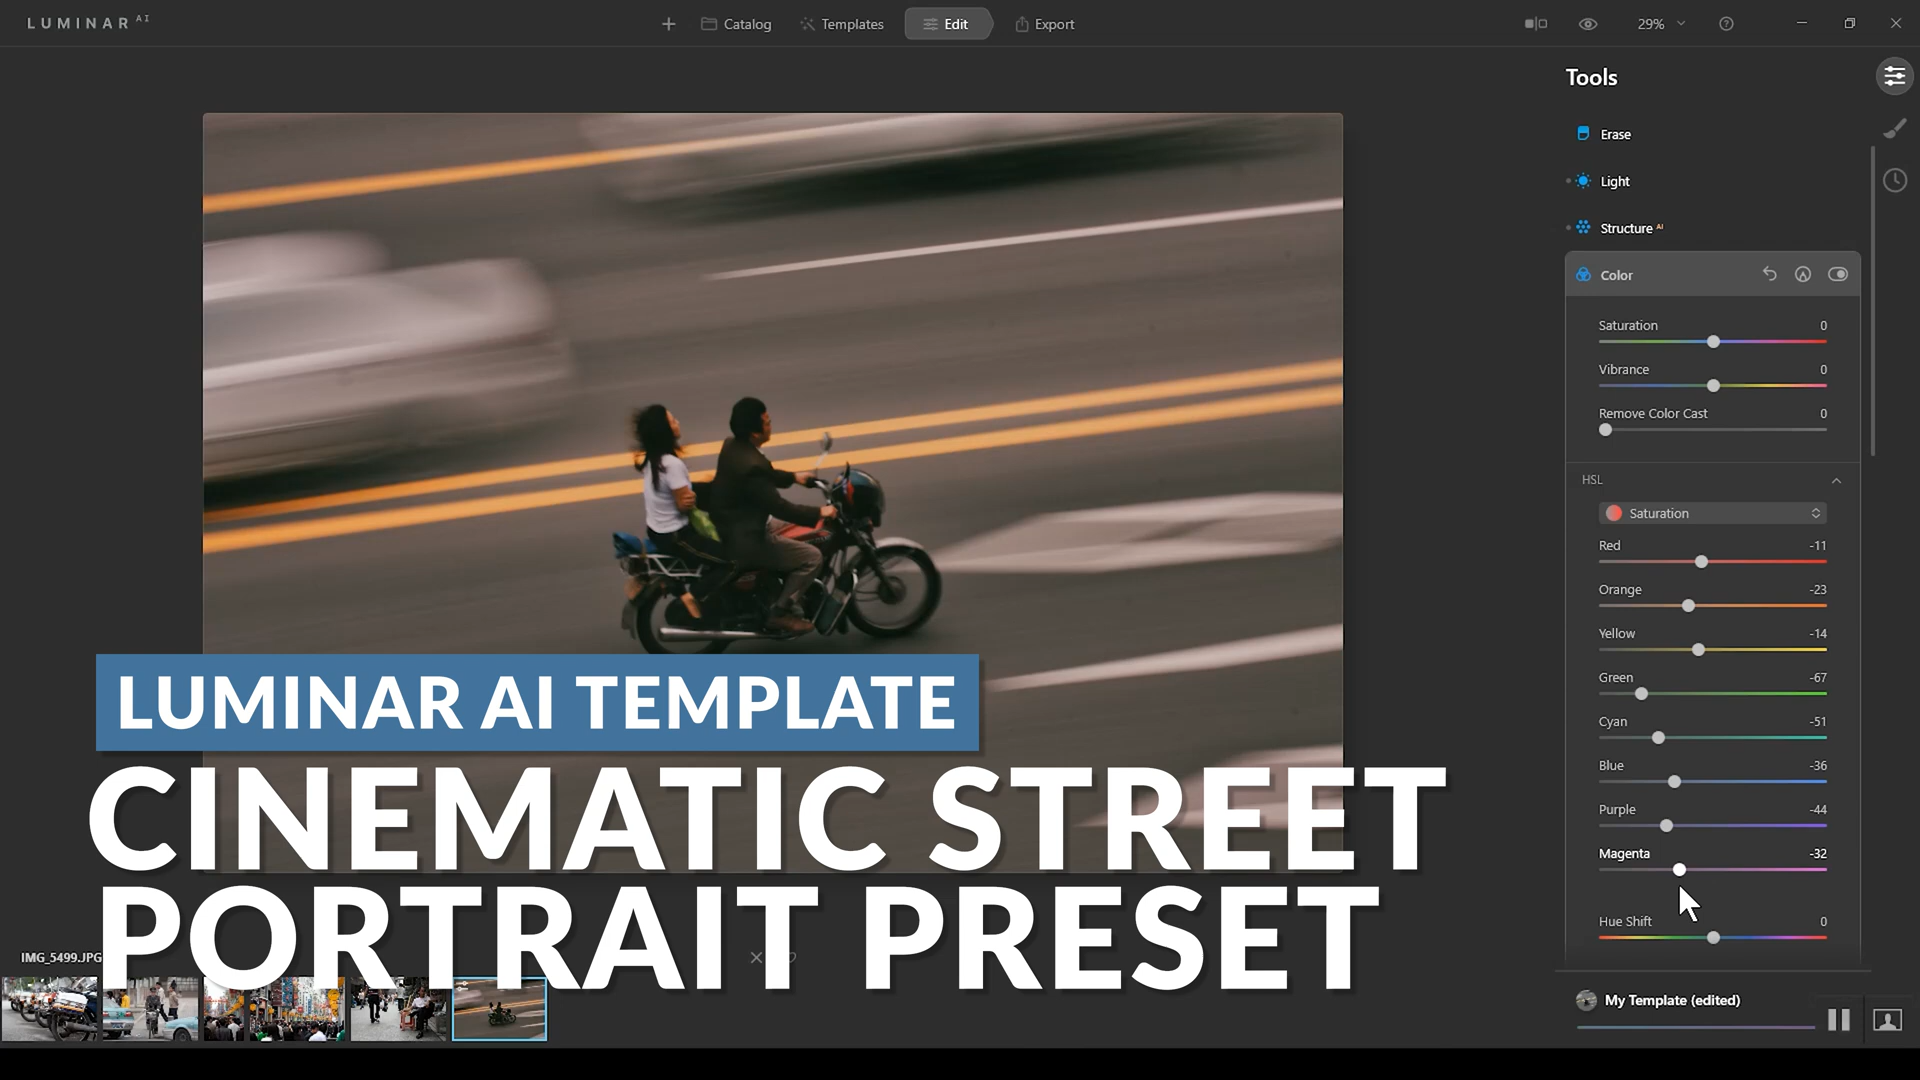 LUMINAR AI
Catalog
Templates
Edit
Export
29%
Tools
Erase
Light
Structure AI
Color
Saturation 0
Vibrance 0
Remove Color Cast 0
HSL
Saturation
Red -11
Orange -23
Yellow -14
Green -67
Cyan -51
Blue -36
Purple -44
Magenta -32
Hue Shift 0
LUMINAR AI TEMPLATE
CINEMATIC STREET
PORTRAIT PRESET
IMG_5499.JPG
My Template (edited)